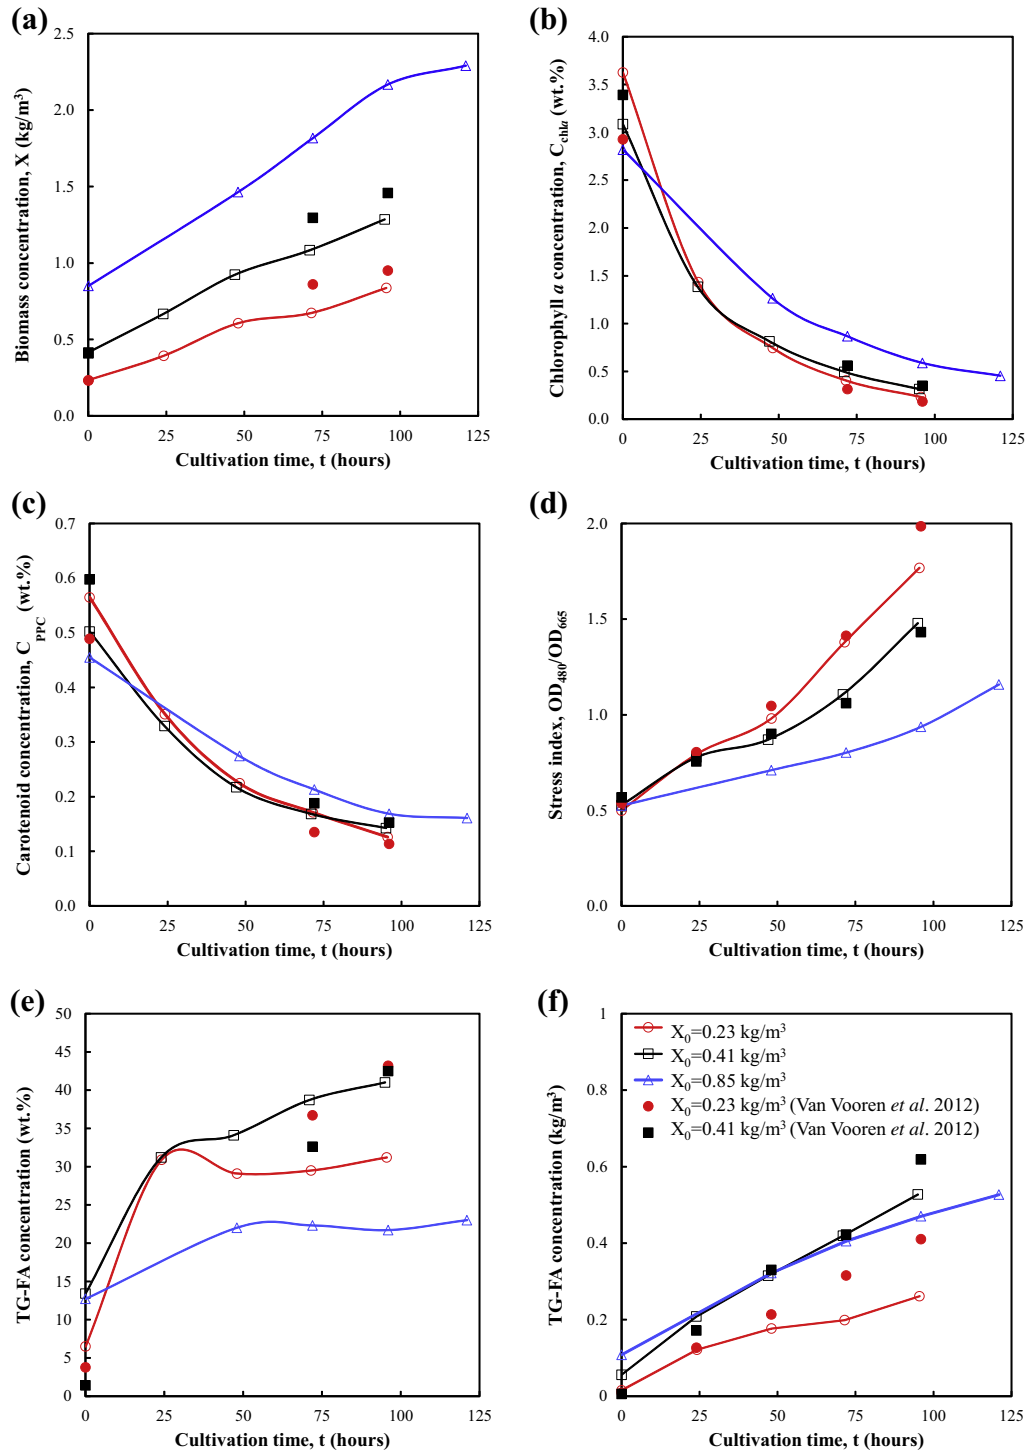 (a)
Biomass concentration, X (kg/m³)
2.5
2.0
1.5
1.0
0.5
0.0
0 25 50 75 100 125
Cultivation time, t (hours)
(b)
Chlorophyll a concentration, C_chla (wt.%)
4.0
3.5
3.0
2.5
2.0
1.5
1.0
0.5
0.0
0 25 50 75 100 125
Cultivation time, t (hours)
(c)
Carotenoid concentration, C_PPC (wt.%)
0.7
0.6
0.5
0.4
0.3
0.2
0.1
0.0
0 25 50 75 100 125
Cultivation time, t (hours)
(d)
Stress index, OD₄₈₀/OD₆₆₅
2.0
1.5
1.0
0.5
0.0
0 25 50 75 100 125
Cultivation time, t (hours)
(e)
TG-FA concentration (wt.%)
50
45
40
35
30
25
20
15
10
5
0
0 25 50 75 100 125
Cultivation time, t (hours)
(f)
TG-FA concentration (kg/m³)
1
0.8
0.6
0.4
0.2
0
X₀=0.23 kg/m³
X₀=0.41 kg/m³
X₀=0.85 kg/m³
X₀=0.23 kg/m³ (Van Vooren et al. 2012)
X₀=0.41 kg/m³ (Van Vooren et al. 2012)
0 25 50 75 100 125
Cultivation time, t (hours)